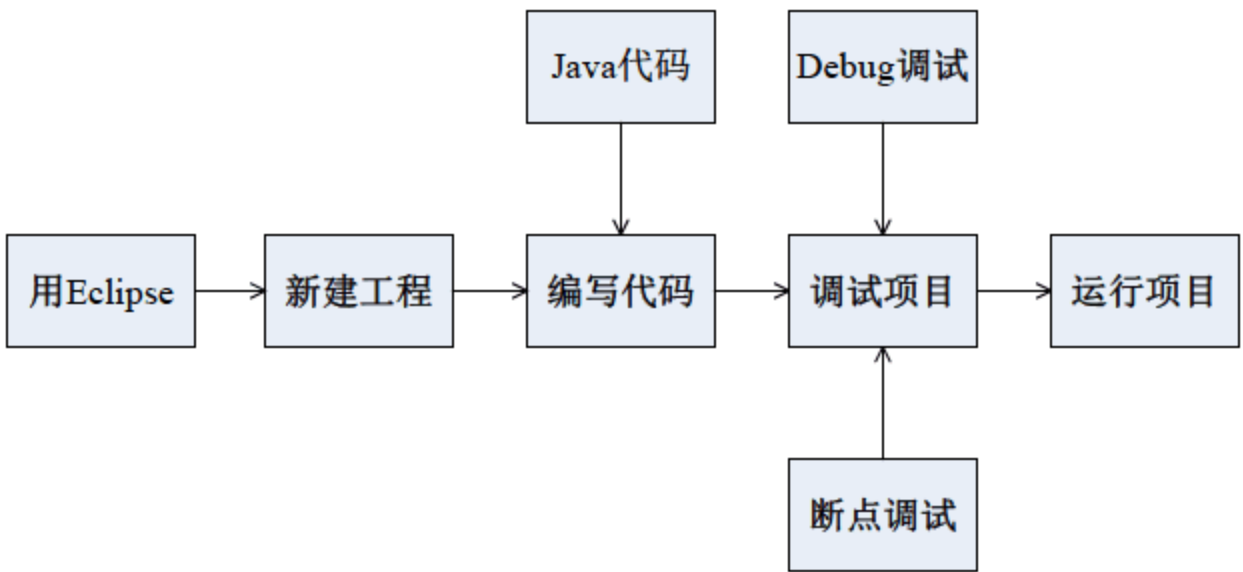 Java代码
Debug调试
用Eclipse
新建工程
编写代码
调试项目
运行项目
断点调试